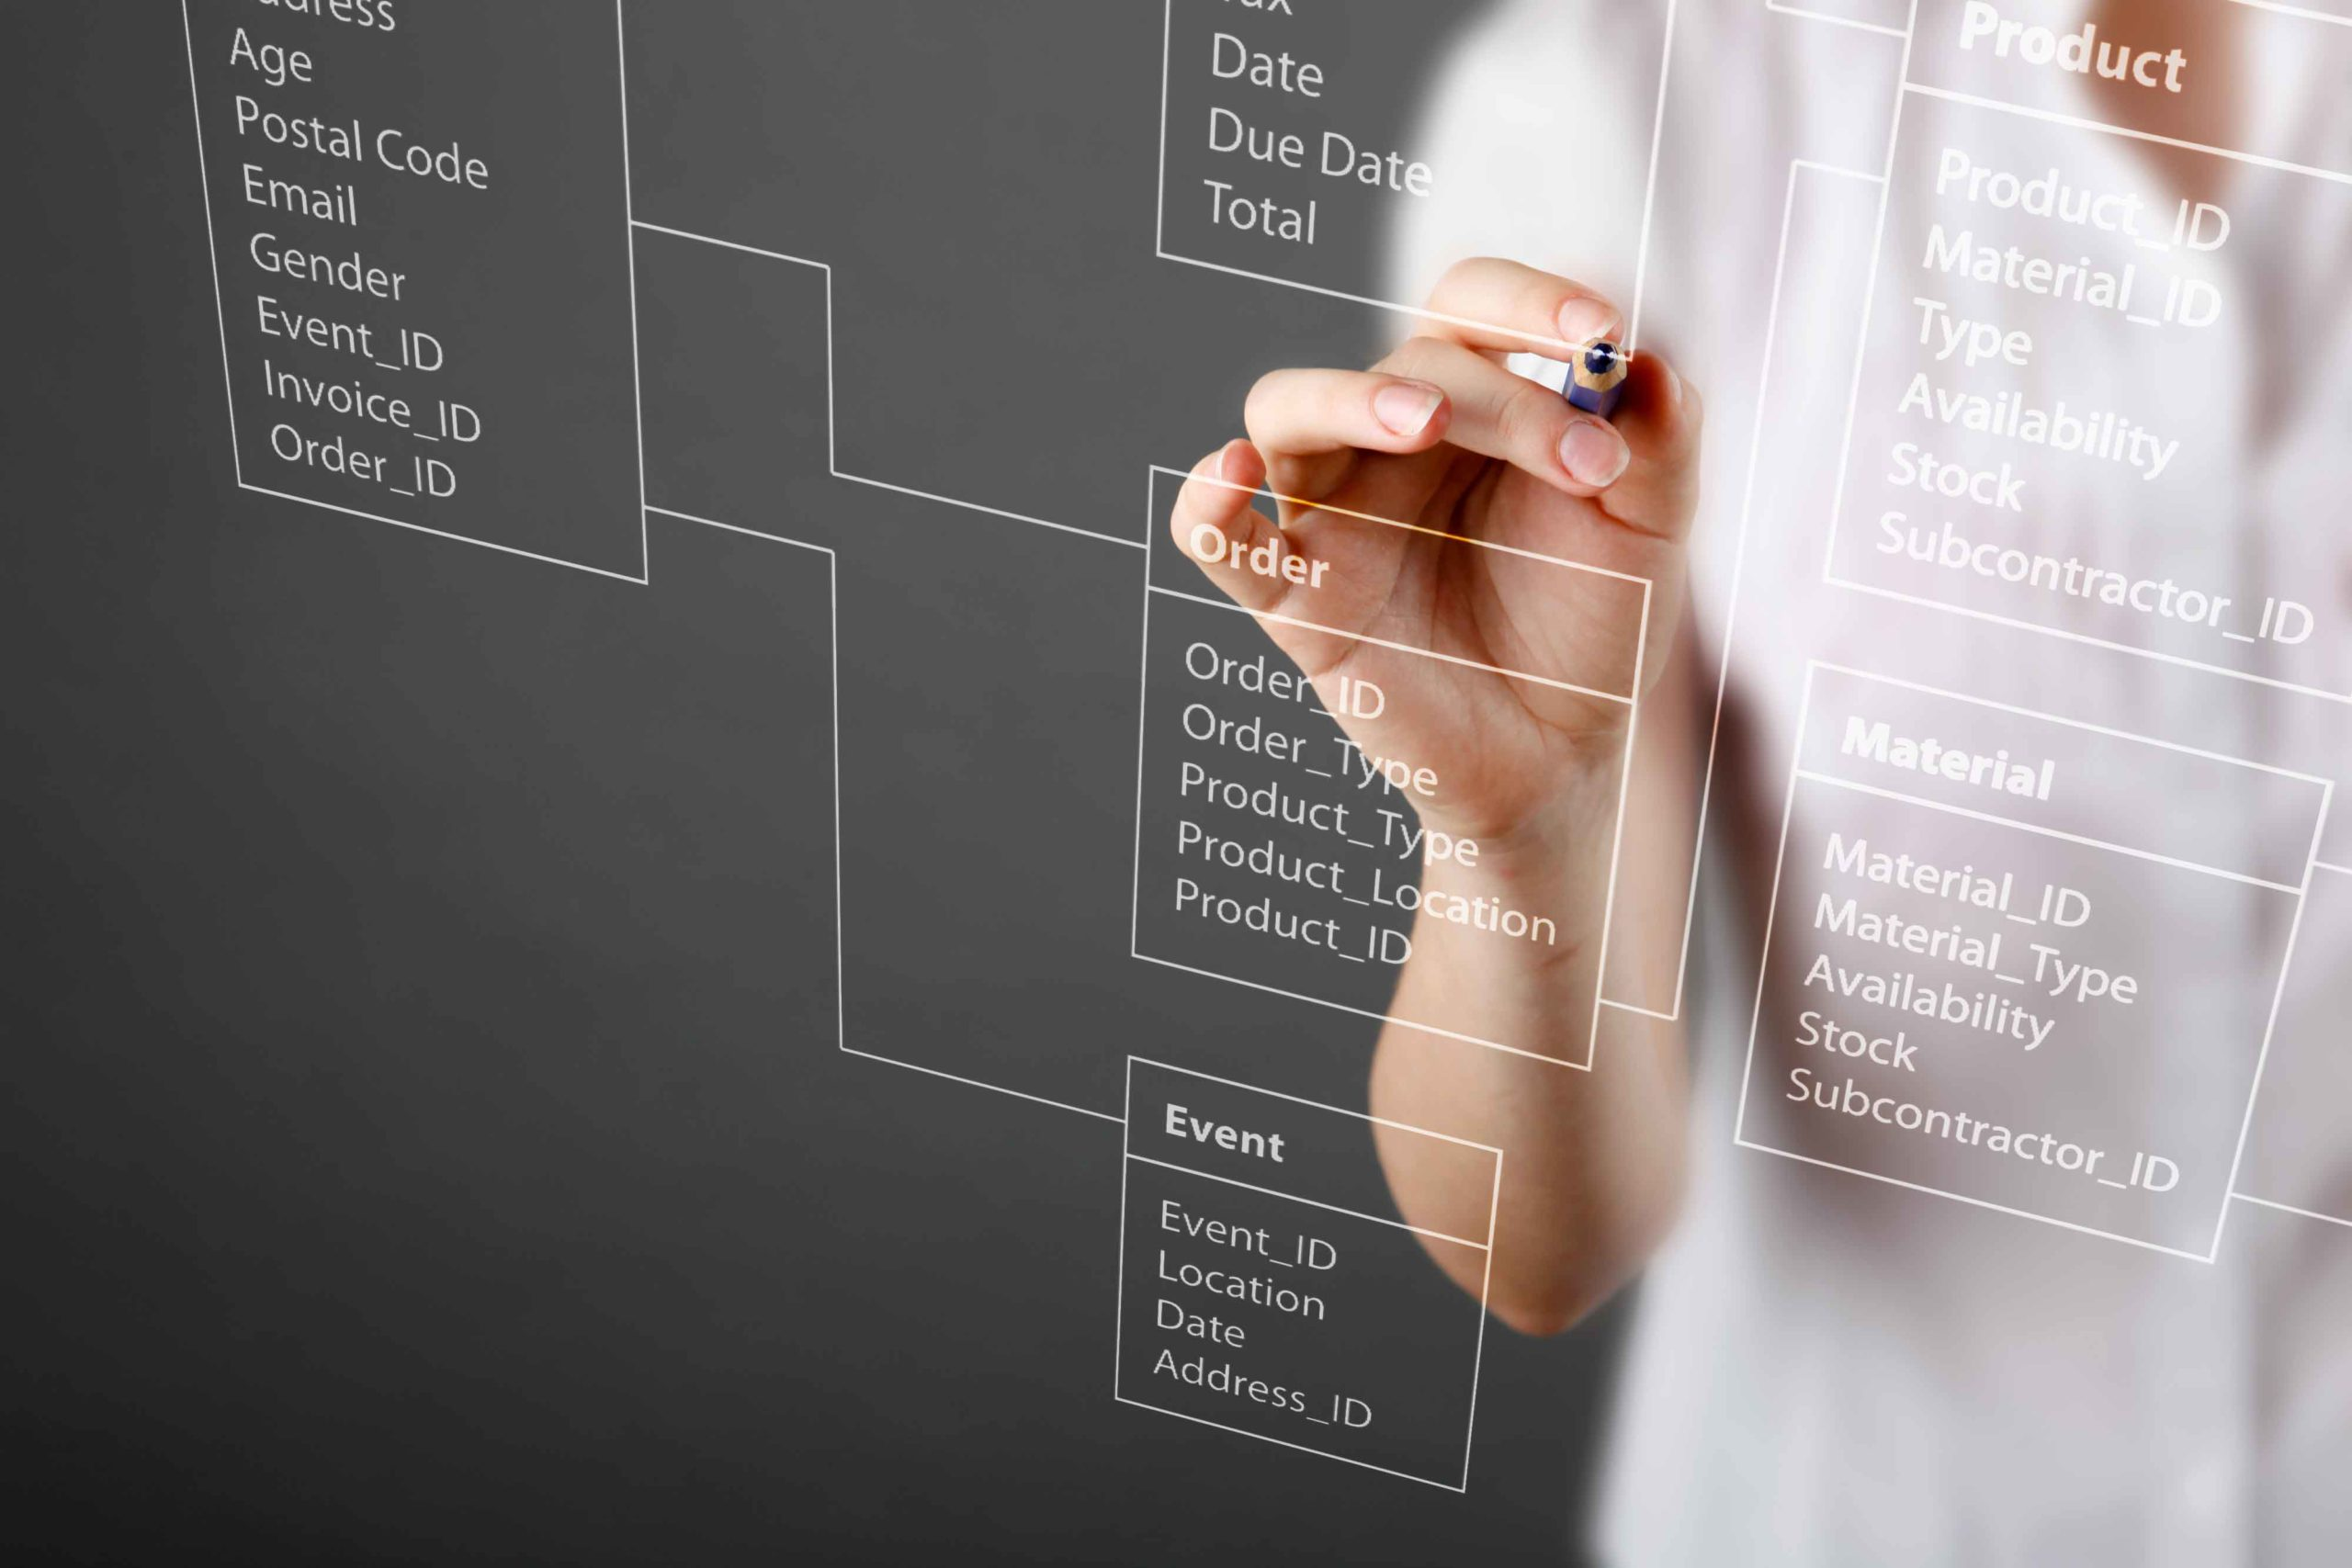 Age
Postal Code
Email
Gender
Event_ID
Invoice_ID
Order_ID
Date
Due Date
Total
Order
Order_ID
Order_Type
Product_Type
Product_Location
Product_ID
Event
Event_ID
Location
Date
Address_ID
Product
Product_ID
Material_ID
Type
Availability
Stock
Subcontractor_ID
Material
Material_ID
Material_Type
Availability
Stock
Subcontractor_ID